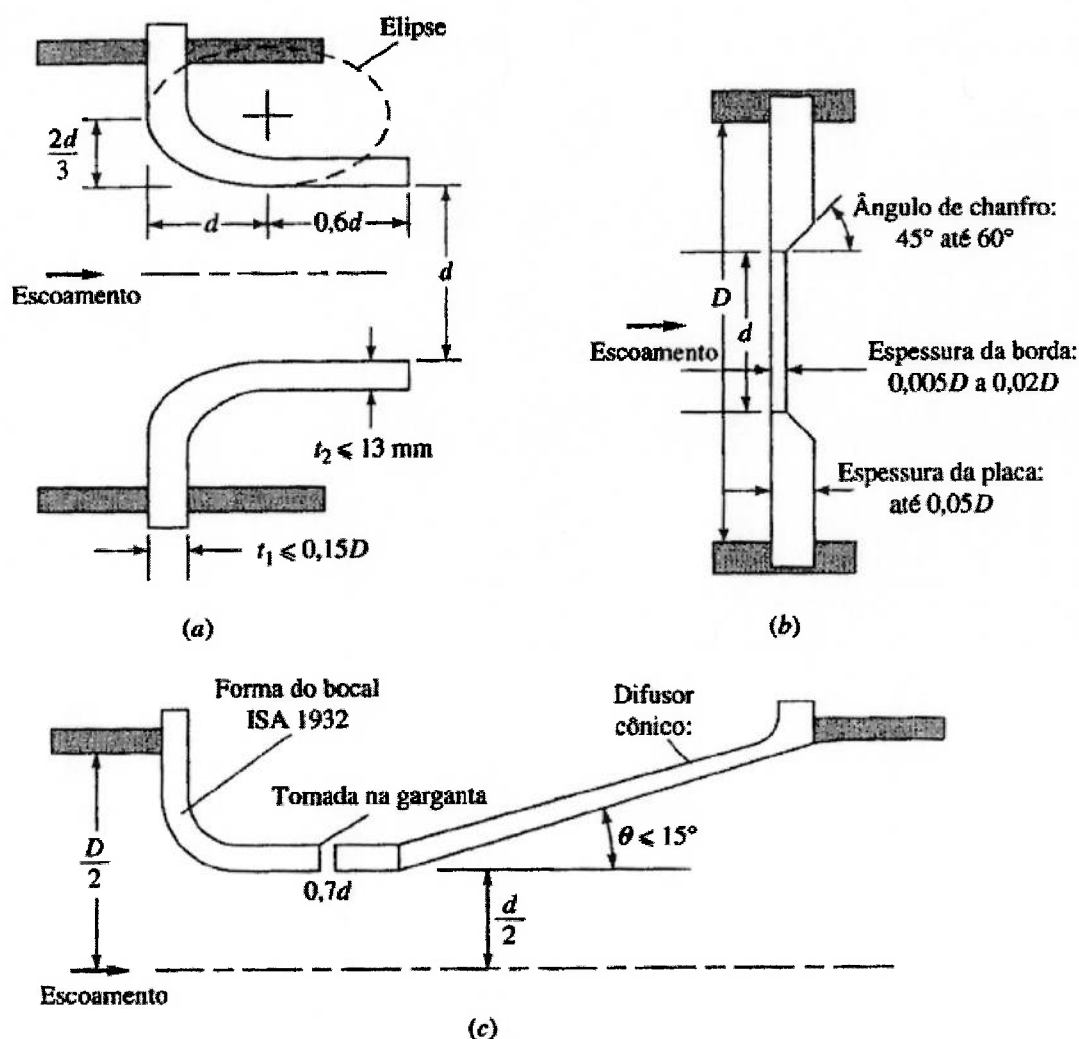 Elipse
2d
3
d
0,6d
d
Escoamento
t₂ ⩽ 13 mm
t₁ ⩽ 0,15D
(a)
Ângulo de chanfro:
45° até 60°
D
d
Escoamento
Espessura da borda:
0,005D a 0,02D
Espessura da placa:
até 0,05D
(b)
Forma do bocal
ISA 1932
Difusor
cônico:
Tomada na garganta
θ ⩽ 15°
D
2
0,7d
d
2
Escoamento
(c)